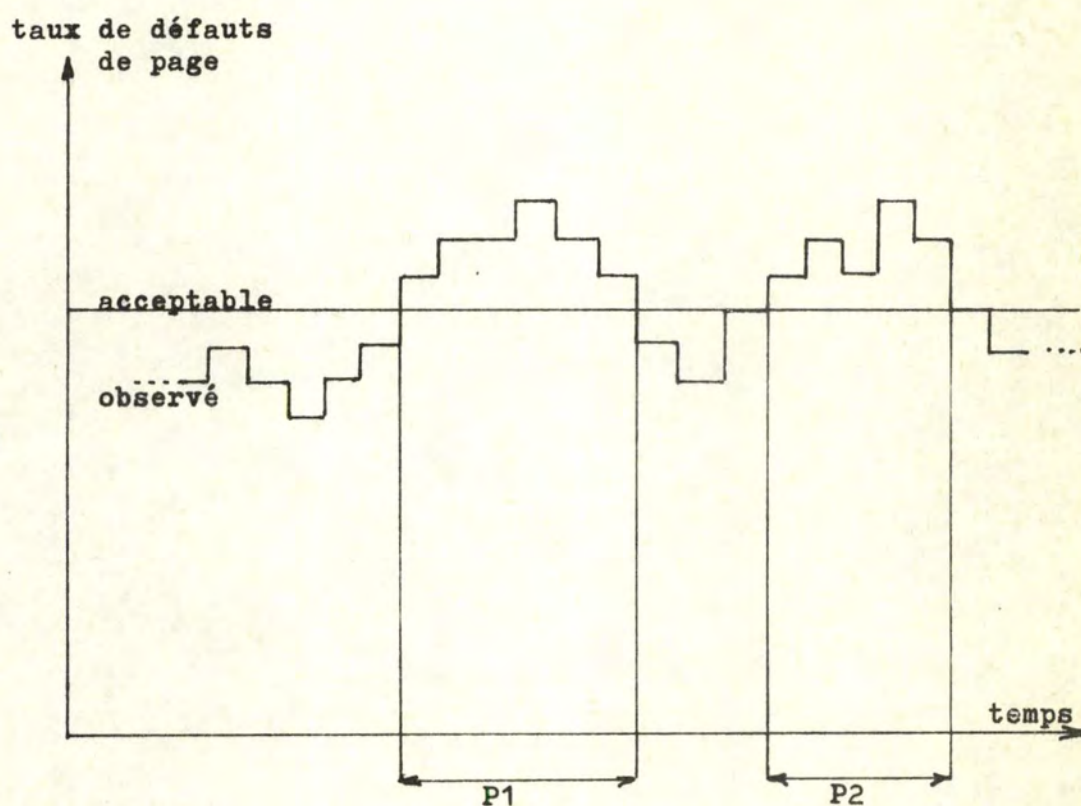 taux de défauts
de page
acceptable
observé
temps
P1
P2